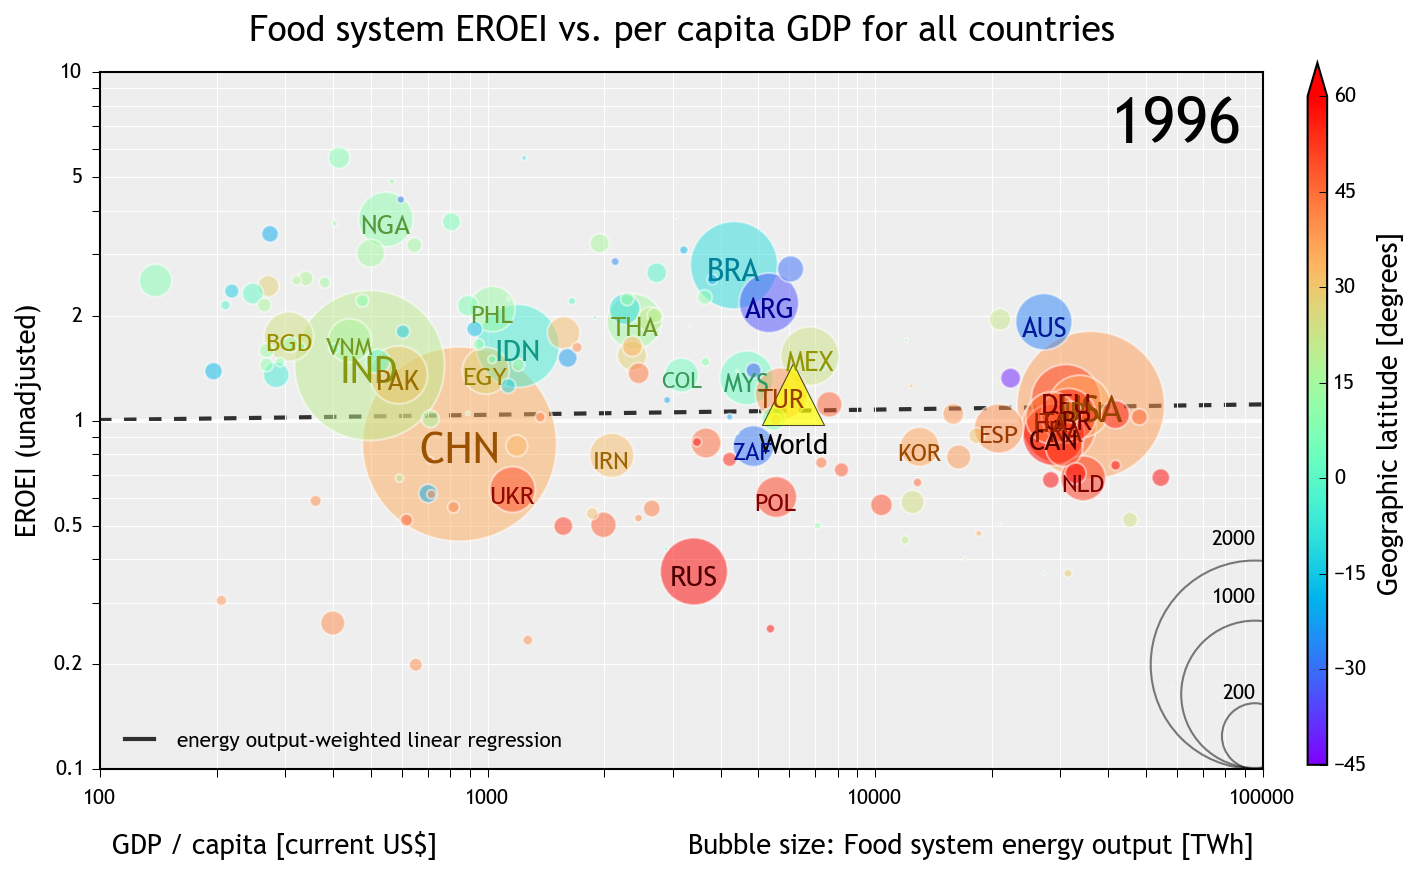 Food system EROEI vs. per capita GDP for all countries
1996
10
5
2
1
0.5
0.2
0.1
EROEI (unadjusted)
NGA
BRA
ARG
PHL
THA
AUS
BGD
VNM
IDN
IND
PAK
EGY
COL
MYS
MEX
TUR
World
DEU
USA
CHN
IRN
ZAF
KOR
ESP
CAN
UKR
POL
NLD
RUS
2000
1000
200
energy output-weighted linear regression
100
1000
10000
100000
GDP / capita [current US$]
Bubble size: Food system energy output [TWh]
60
45
30
15
0
−15
−30
−45
Geographic latitude [degrees]